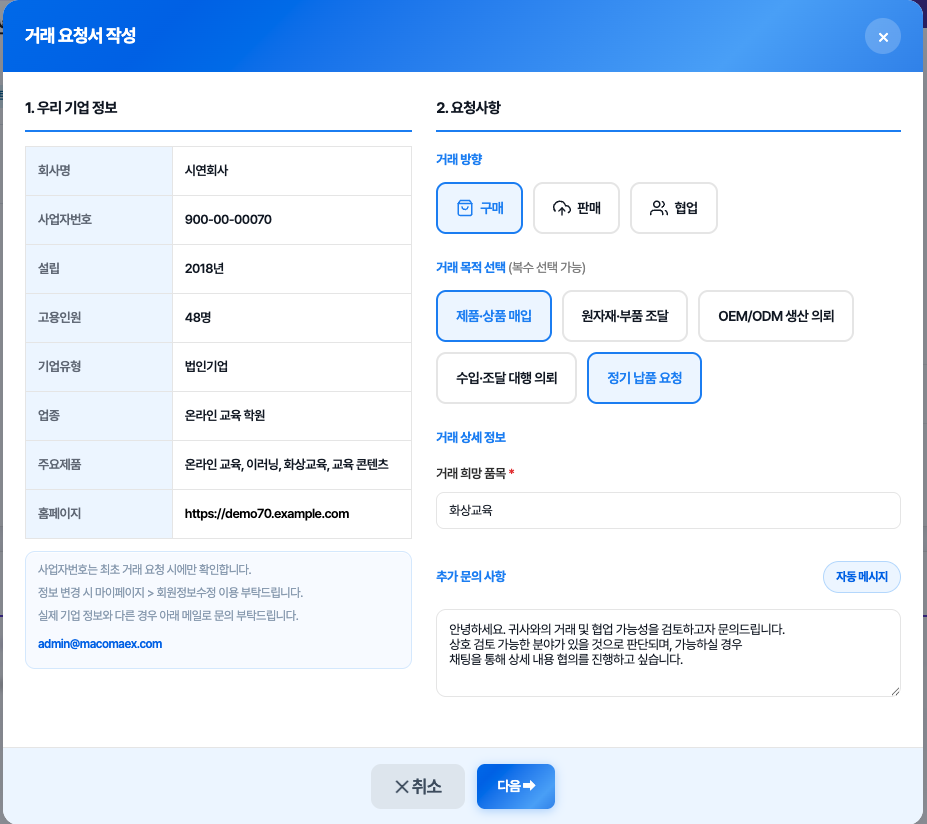 거래 요청서 작성
1. 우리 기업 정보
회사명 시연회사
사업자번호 900-00-00070
설립 2018년
고용인원 48명
기업유형 법인기업
업종 온라인 교육 학원
주요제품 온라인 교육, 이러닝, 화상교육, 교육 콘텐츠
홈페이지 https://demo70.example.com
사업자번호는 최초 거래 요청 시에만 확인합니다.
정보 변경 시 마이페이지 > 회원정보수정 이용 부탁드립니다.
실제 기업 정보와 다른 경우 아래 메일로 문의 부탁드립니다.
admin@macomaex.com
2. 요청사항
거래 방향
구매 판매 협업
거래 목적 선택 (복수 선택 가능)
제품·상품 매입 원자재·부품 조달 OEM/ODM 생산 의뢰
수입·조달 대행 의뢰 정기 납품 요청
거래 상세 정보
거래 희망 품목 *
화상교육
추가 문의 사항 자동 메시지
안녕하세요. 귀사와의 거래 및 협업 가능성을 검토하고자 문의드립니다.
상호 검토 가능한 분야가 있을 것으로 판단되며, 가능하실 경우
채팅을 통해 상세 내용 협의를 진행하고 싶습니다.
취소 다음